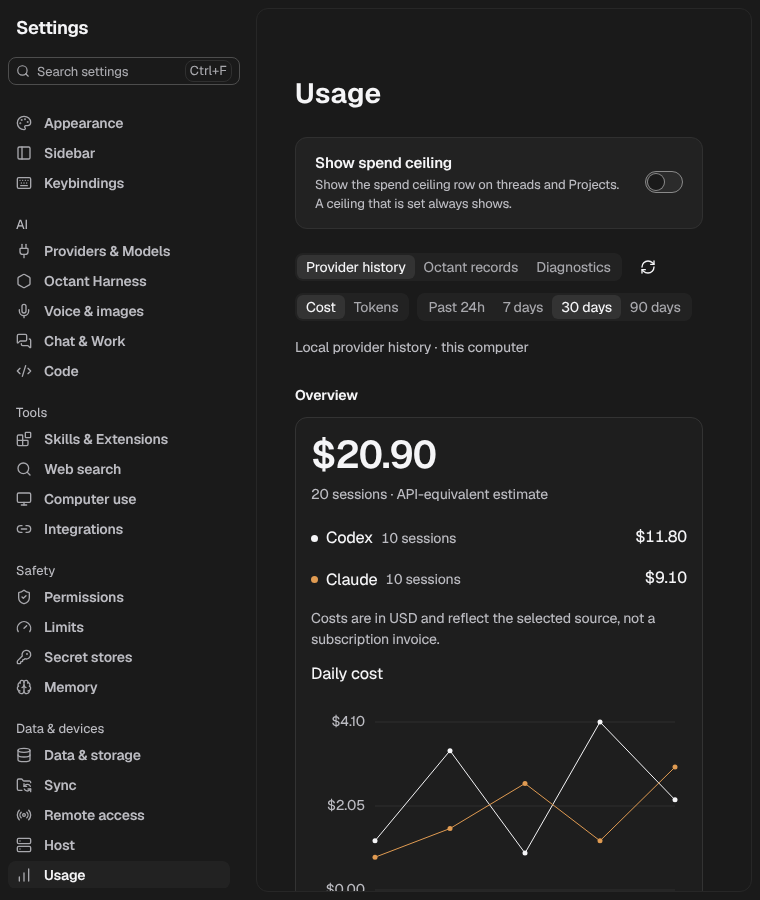 Settings
Search settings Ctrl+F
Appearance
Sidebar
Keybindings
AI
Providers & Models
Octant Harness
Voice & images
Chat & Work
Code
Tools
Skills & Extensions
Web search
Computer use
Integrations
Safety
Permissions
Limits
Secret stores
Memory
Data & devices
Data & storage
Sync
Remote access
Host
Usage
Usage
Show spend ceiling
Show the spend ceiling row on threads and Projects.
A ceiling that is set always shows.
Provider history Octant records Diagnostics
Cost Tokens Past 24h 7 days 30 days 90 days
Local provider history · this computer
Overview
$20.90
20 sessions · API-equivalent estimate
Codex 10 sessions $11.80
Claude 10 sessions $9.10
Costs are in USD and reflect the selected source, not a
subscription invoice.
Daily cost
$4.10
$2.05
$0.00